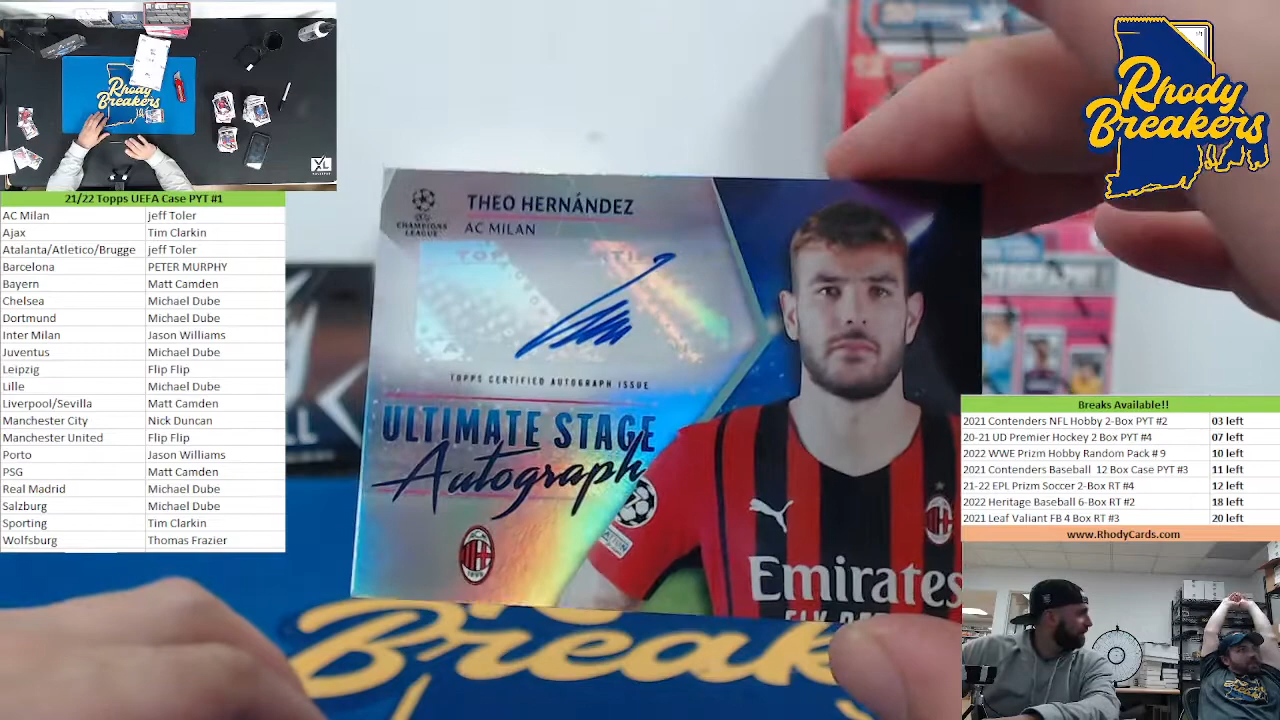 Rhody
Breakers
XL
21/22 Topps UEFA Case PYT #1
AC Milan jeff Toler
Ajax Tim Clarkin
Atalanta/Atletico/Brugge jeff Toler
Barcelona PETER MURPHY
Bayern Matt Camden
Chelsea Michael Dube
Dortmund Michael Dube
Inter Milan Jason Williams
Juventus Michael Dube
Leipzig Flip Flip
Lille Michael Dube
Liverpool/Sevilla Matt Camden
Manchester City Nick Duncan
Manchester United Flip Flip
Porto Jason Williams
PSG Matt Camden
Real Madrid Michael Dube
Salzburg Michael Dube
Sporting Tim Clarkin
Wolfsburg Thomas Frazier
CHAMPIONS
LEAGUE
THEO HERNÁNDEZ
AC MILAN
TOPPS CERTIFIED AUTOGRAPH ISSUE
ULTIMATE STAGE
Autograph
Emirates
Breake
Rhody
Breakers
Breaks Available!!
2021 Contenders NFL Hobby 2-Box PYT #2 03 left
20-21 UD Premier Hockey 2 Box PYT #4 07 left
2022 WWE Prizm Hobby Random Pack # 9 10 left
2021 Contenders Baseball 12 Box Case PYT #3 11 left
21-22 EPL Prizm Soccer 2-Box RT #4 12 left
2022 Heritage Baseball 6-Box RT #2 18 left
2021 Leaf Valiant FB 4 Box RT #3 20 left
www.RhodyCards.com